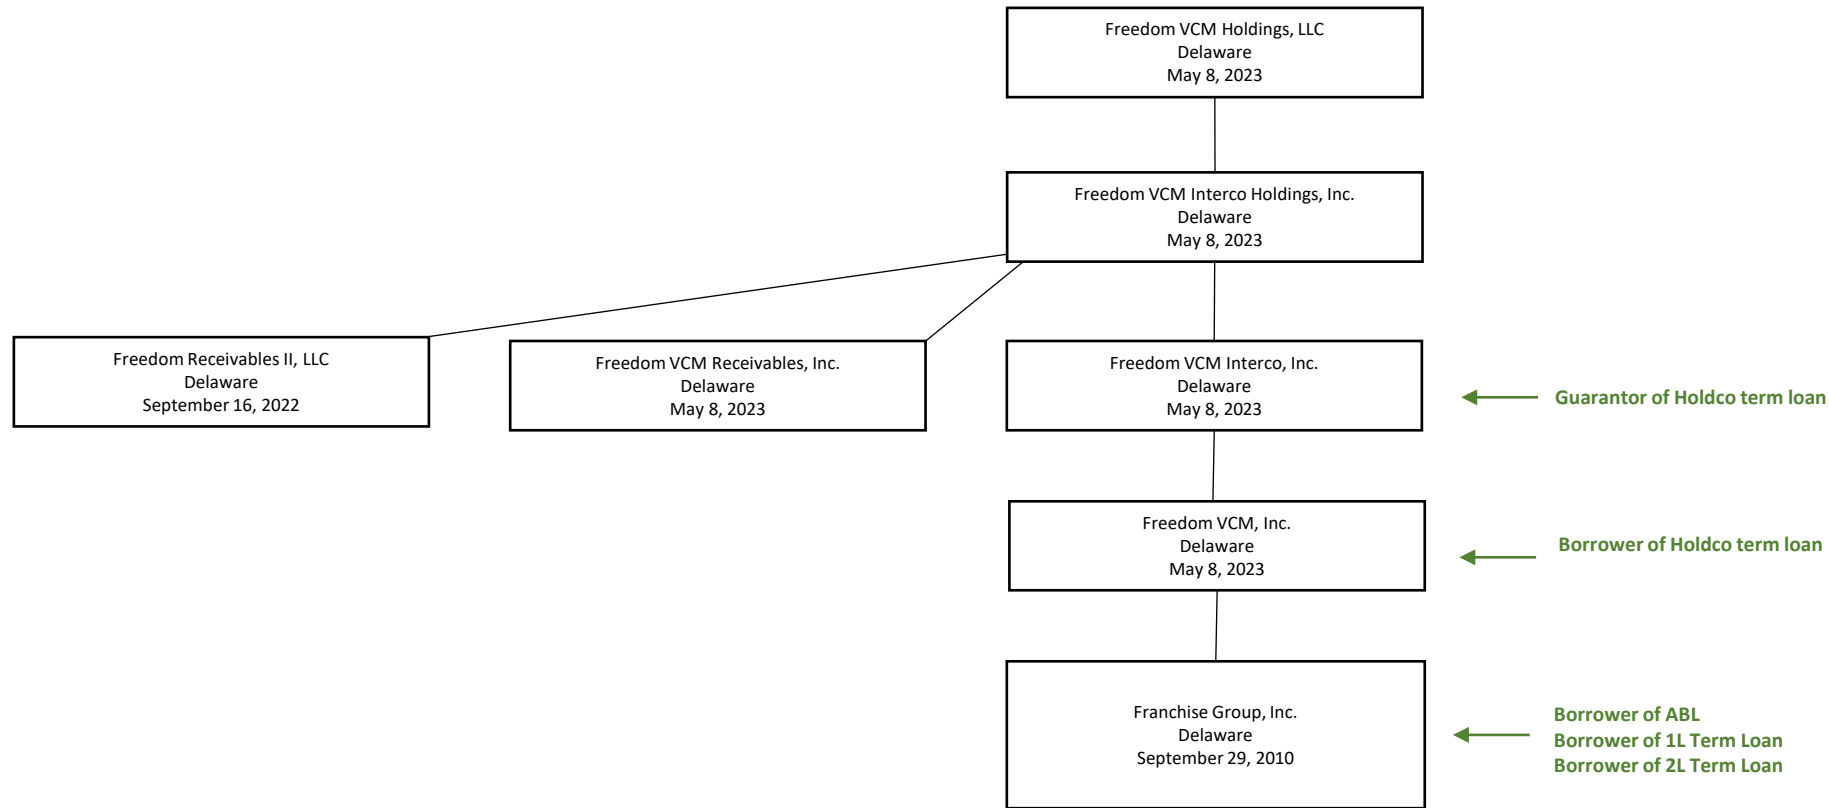 Freedom VCM Holdings, LLC
Delaware
May 8, 2023
Freedom VCM Interco Holdings, Inc.
Delaware
May 8, 2023
Freedom Receivables II, LLC
Delaware
September 16, 2022
Freedom VCM Receivables, Inc.
Delaware
May 8, 2023
Freedom VCM Interco, Inc.
Delaware
May 8, 2023
Guarantor of Holdco term loan
Freedom VCM, Inc.
Delaware
May 8, 2023
Borrower of Holdco term loan
Franchise Group, Inc.
Delaware
September 29, 2010
Borrower of ABL
Borrower of 1L Term Loan
Borrower of 2L Term Loan